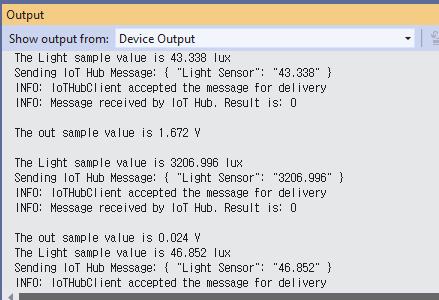 Output
Show output from: Device Output
The Light sample value is 43.338 lux
Sending IoT Hub Message: { "Light Sensor": "43.338" }
INFO: IoTHubClient accepted the message for delivery
INFO: Message received by IoT Hub. Result is: 0
The out sample value is 1.672 V
The Light sample value is 3206.996 lux
Sending IoT Hub Message: { "Light Sensor": "3206.996" }
INFO: IoTHubClient accepted the message for delivery
INFO: Message received by IoT Hub. Result is: 0
The out sample value is 0.024 V
The Light sample value is 46.852 lux
Sending IoT Hub Message: { "Light Sensor": "46.852" }
INFO: IoTHubClient accepted the message for delivery